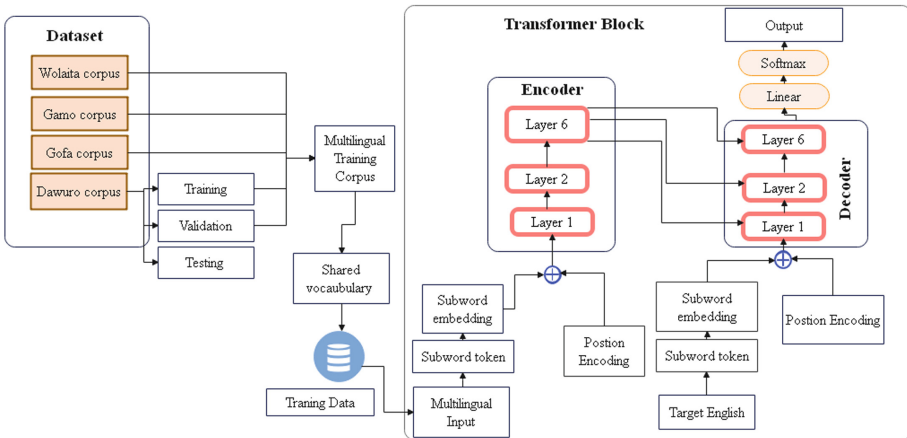 Dataset
Wolaita corpus
Gamo corpus
Gofa corpus
Dawuro corpus
Training
Validation
Testing
Multilingual
Training
Corpus
Shared
vocaubulary
Traning Data
Transformer Block
Encoder
Layer 6
Layer 2
Layer 1
Subword
embedding
Subword token
Multilingual
Input
Postion
Encoding
Output
Softmax
Linear
Layer 6
Layer 2
Layer 1
Decoder
Subword
embedding
Subword token
Target English
Postion Encoding